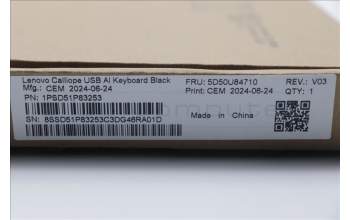 Lenovo Calliope USB AI Keyboard Black
Mfg.: CEM 2024-06-24
PN: 1PSD51P83253
SN: 8SSD51P83253C3DG46RA01D
FRU: 5D50U84710
Print: CEM 2024-06-24
Made in China
REV.: V03
QTY: 1